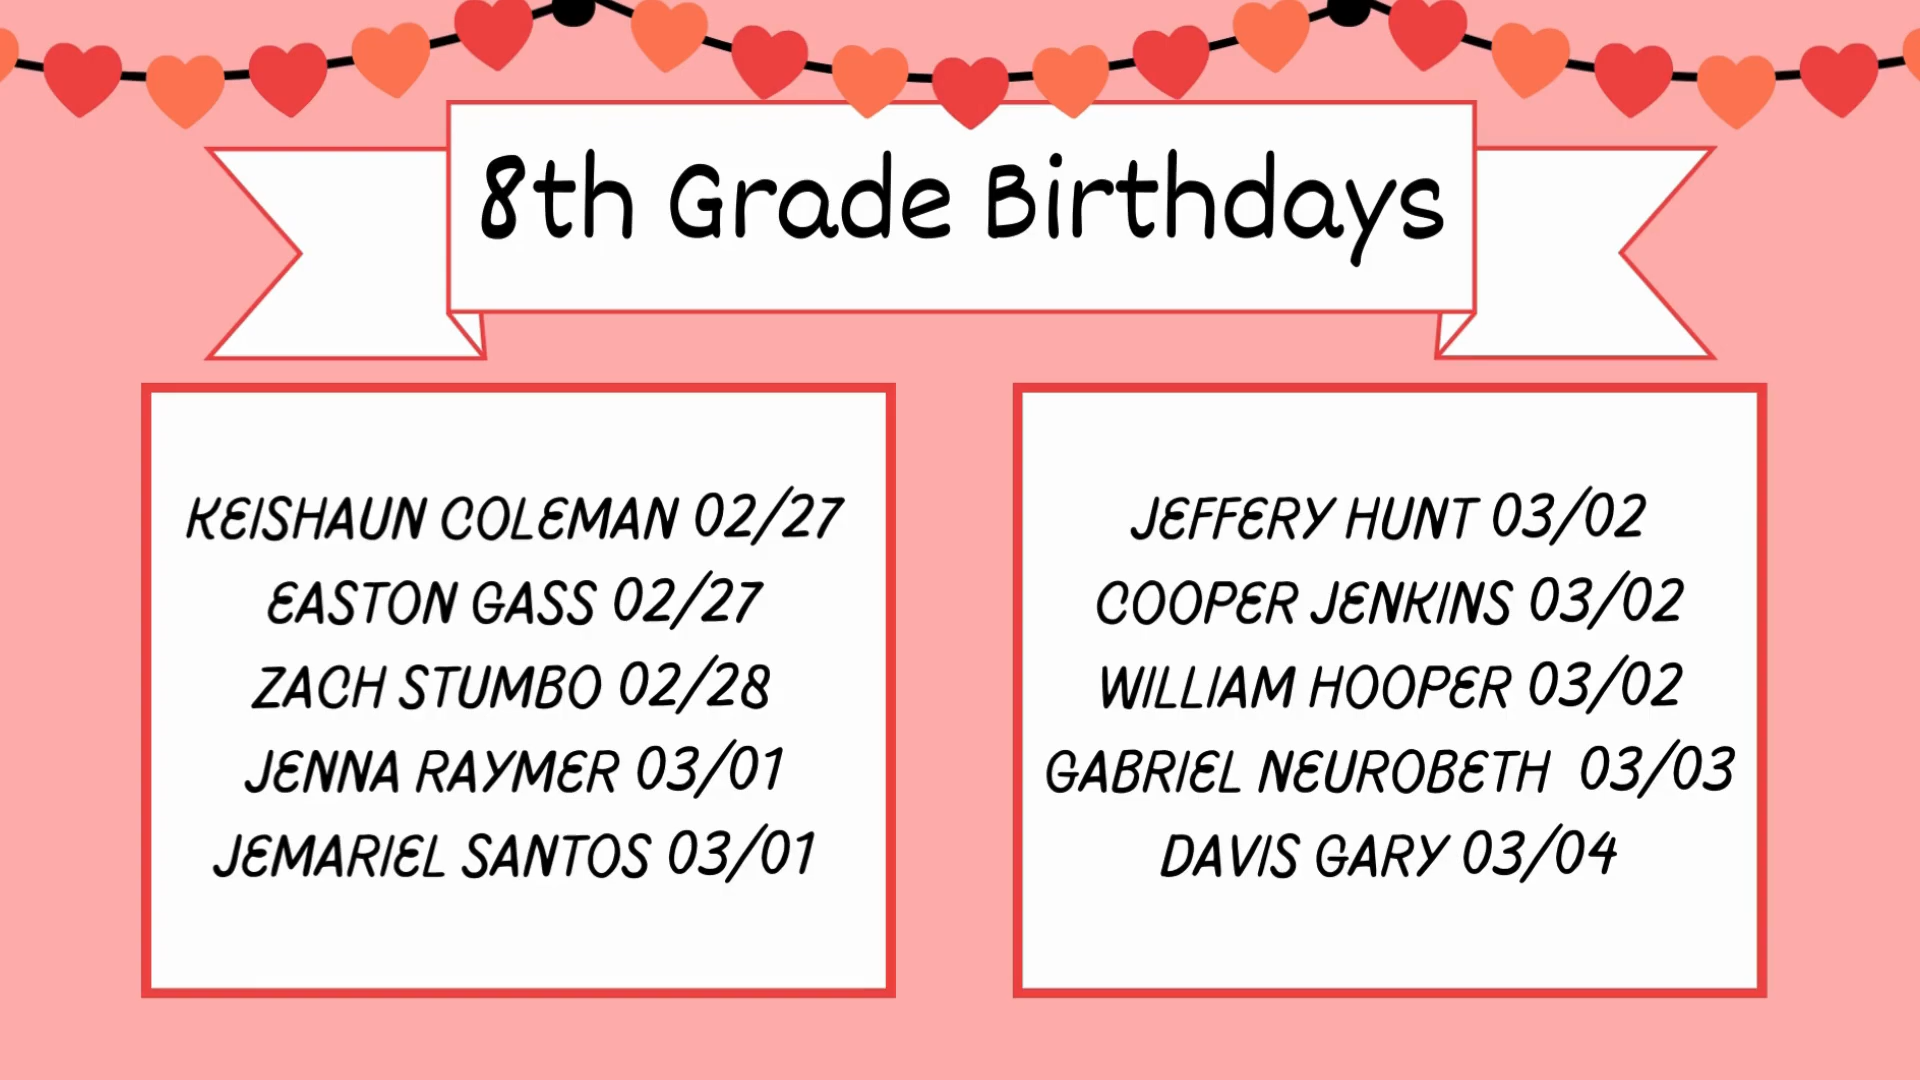 8th Grade Birthdays
KEISHAUN COLEMAN 02/27
EASTON GASS 02/27
ZACH STUMBO 02/28
JENNA RAYMER 03/01
JEMARIEL SANTOS 03/01
JEFFERY HUNT 03/02
COOPER JENKINS 03/02
WILLIAM HOOPER 03/02
GABRIEL NEUROBETH 03/03
DAVIS GARY 03/04